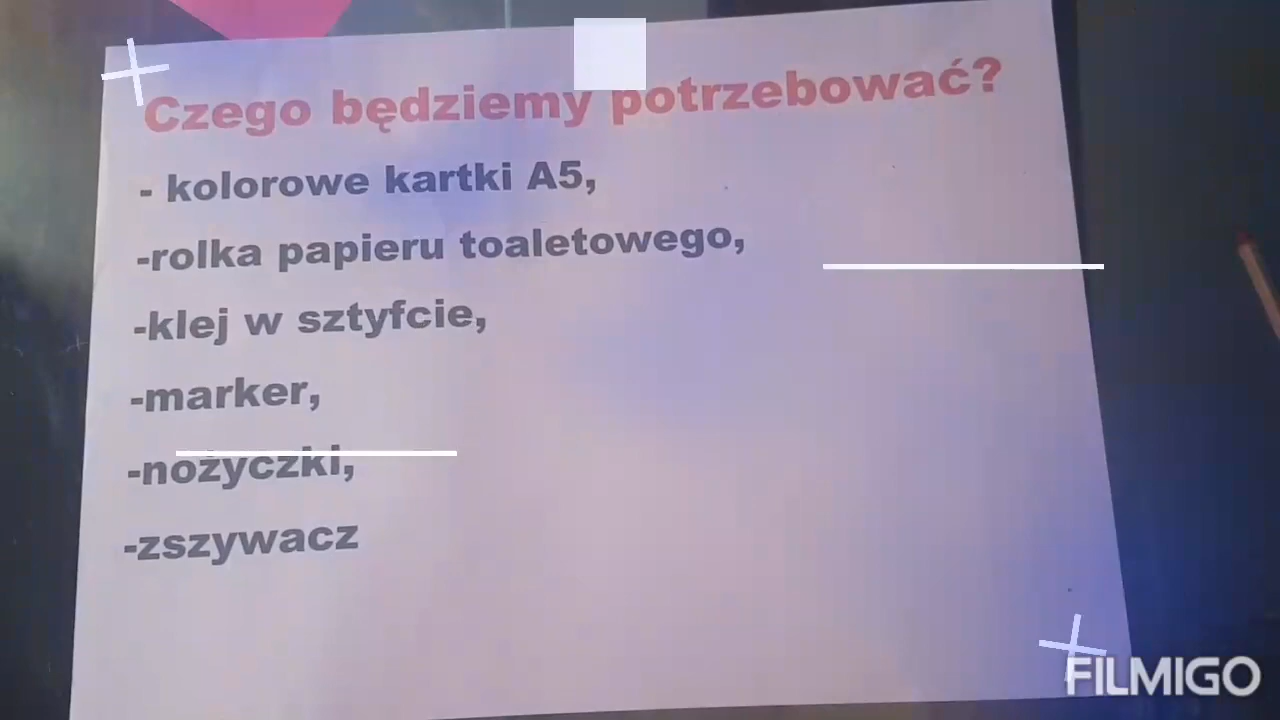 Czego będziemy potrzebować?
- kolorowe kartki A5,
-rolka papieru toaletowego,
-klej w sztyfcie,
-marker,
-nożyczki,
-zszywacz
FILMIGO